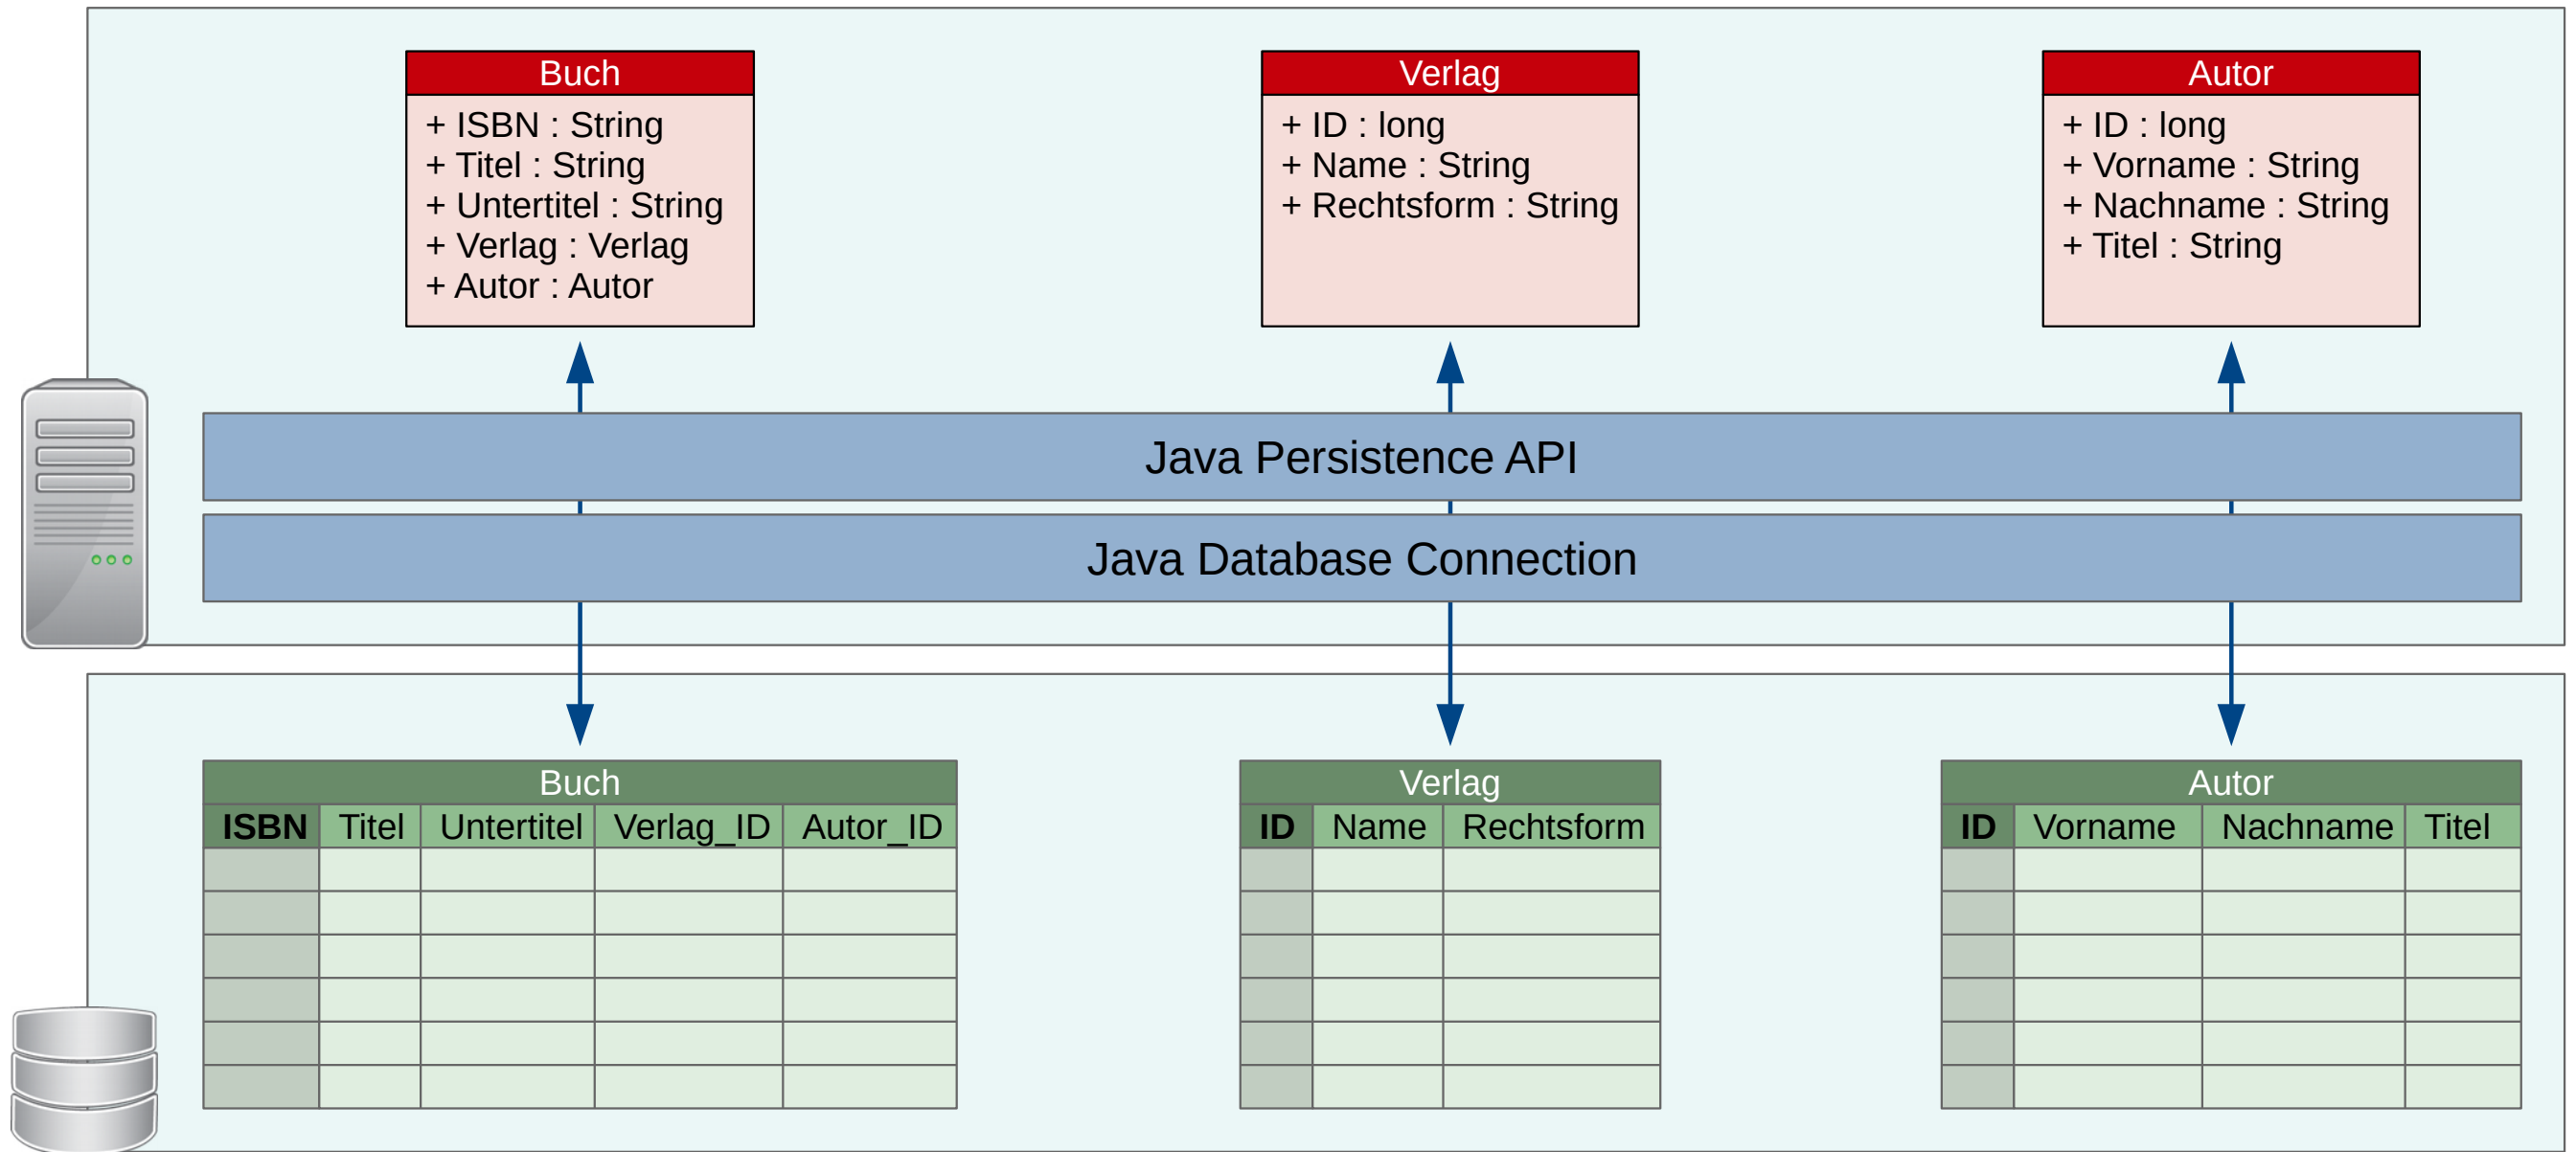 Buch
+ ISBN : String
+ Titel : String
+ Untertitel : String
+ Verlag : Verlag
+ Autor : Autor
Verlag
+ ID : long
+ Name : String
+ Rechtsform : String
Autor
+ ID : long
+ Vorname : String
+ Nachname : String
+ Titel : String
Java Persistence API
Java Database Connection
Buch
ISBN Titel Untertitel Verlag_ID Autor_ID
Verlag
ID Name Rechtsform
Autor
ID Vorname Nachname Titel